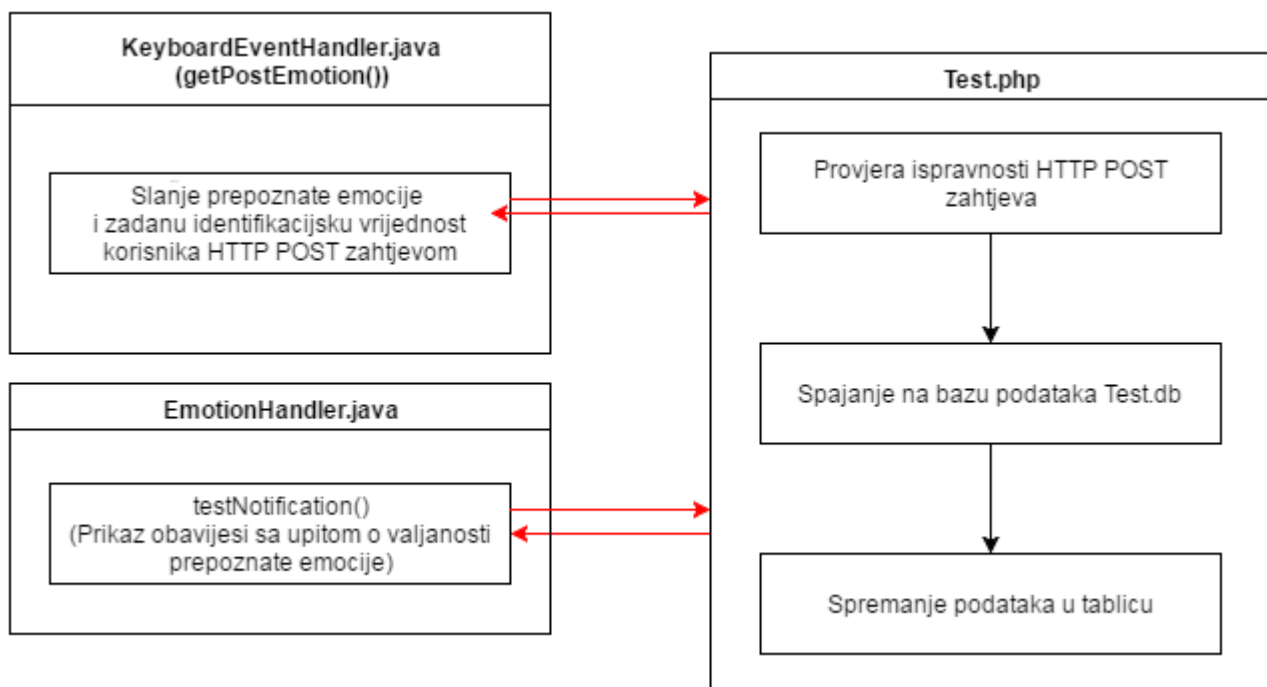 KeyboardEventHandler.java
(getPostEmotion())
Slanje prepoznate emocije
i zadanu identifikacijsku vrijednost
korisnika HTTP POST zahtjevom
EmotionHandler.java
testNotification()
(Prikaz obavijesi sa upitom o valjanosti
prepoznate emocije)
Test.php
Provjera ispravnosti HTTP POST
zahtjeva
Spajanje na bazu podataka Test.db
Spremanje podataka u tablicu